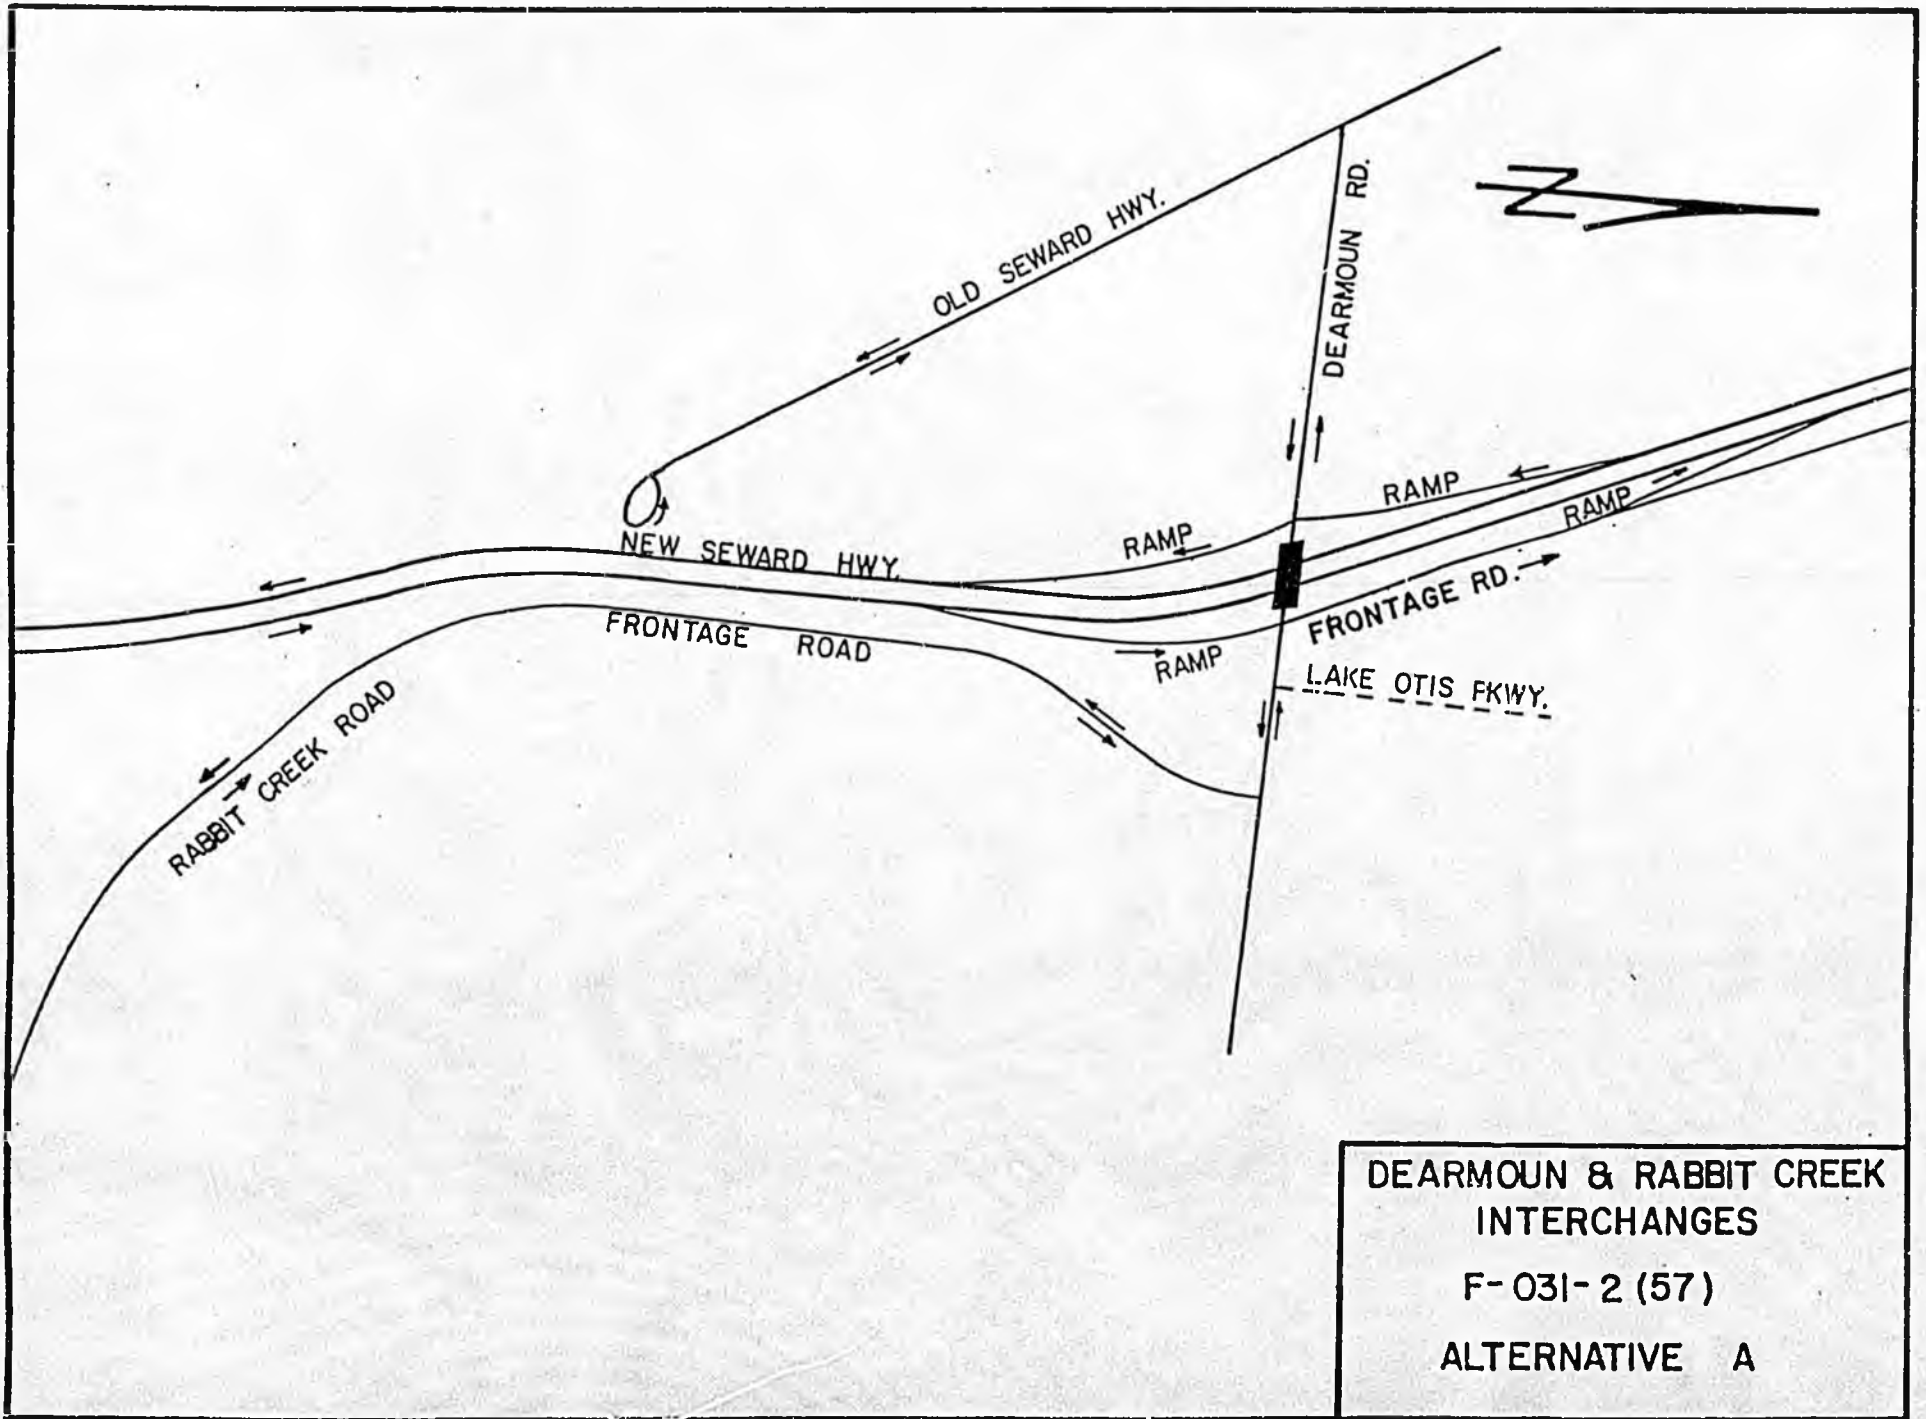 OLD SEWARD HWY.
DEARMOUN RD.
N
RAMP
RAMP
RAMP
NEW SEWARD HWY.
FRONTAGE ROAD
FRONTAGE RD.
RAMP
LAKE OTIS PKWY.
RABBIT CREEK ROAD
DEARMOUN & RABBIT CREEK
INTERCHANGES
F-031-2 (57)
ALTERNATIVE A